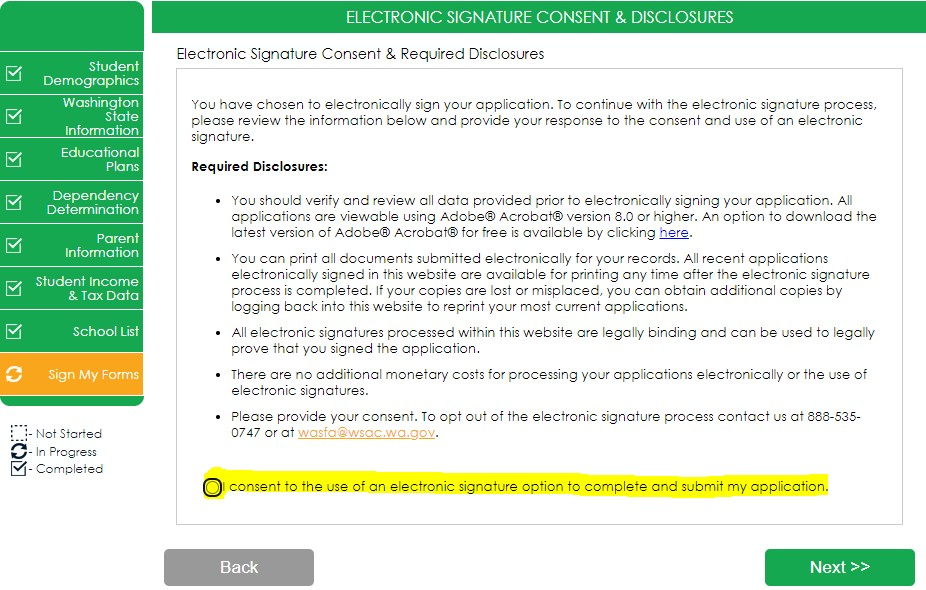 ELECTRONIC SIGNATURE CONSENT & DISCLOSURES
Student
Demographics
Washington
State
Information
Educational
Plans
Dependency
Determination
Parent
Information
Student Income
& Tax Data
School List
Sign My Forms
- Not Started
- In Progress
- Completed
Electronic Signature Consent & Required Disclosures
You have chosen to electronically sign your application. To continue with the electronic signature process,
please review the information below and provide your response to the consent and use of an electronic
signature.
Required Disclosures:
• You should verify and review all data provided prior to electronically signing your application. All
applications are viewable using Adobe® Acrobat® version 8.0 or higher. An option to download the
latest version of Adobe® Acrobat® for free is available by clicking here.
• You can print all documents submitted electronically for your records. All recent applications
electronically signed in this website are available for printing any time after the electronic signature
process is completed. If your copies are lost or misplaced, you can obtain additional copies by
logging back into this website to reprint your most current applications.
• All electronic signatures processed within this website are legally binding and can be used to legally
prove that you signed the application.
• There are no additional monetary costs for processing your applications electronically or the use of
electronic signatures.
• Please provide your consent. To opt out of the electronic signature process contact us at 888-535-
0747 or at wasfa@wsac.wa.gov.
I consent to the use of an electronic signature option to complete and submit my application.
Back
Next >>